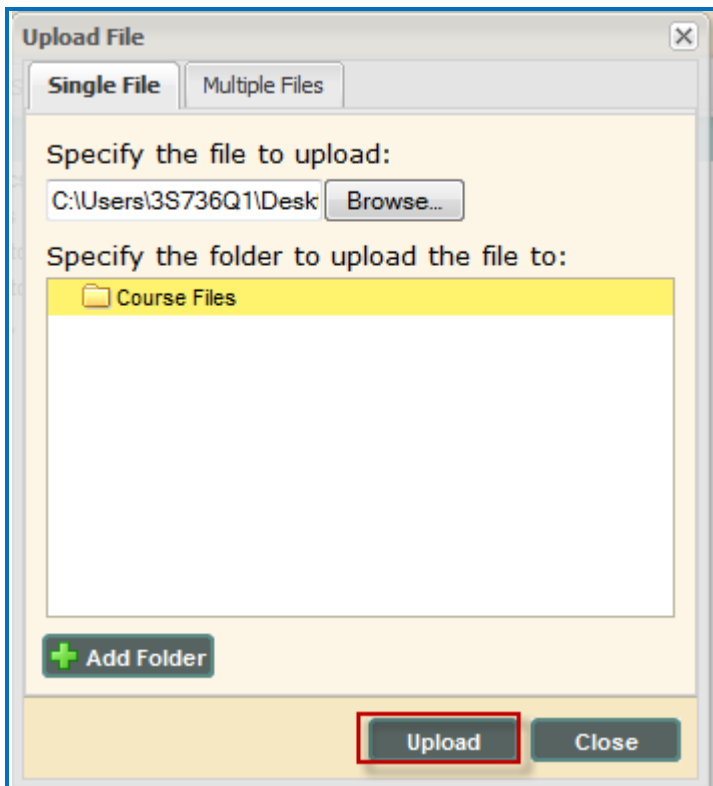 Upload File
Single File Multiple Files
Specify the file to upload:
C:\Users\3S736Q1\Desk Browse...
Specify the folder to upload the file to:
Course Files
Add Folder
Upload Close